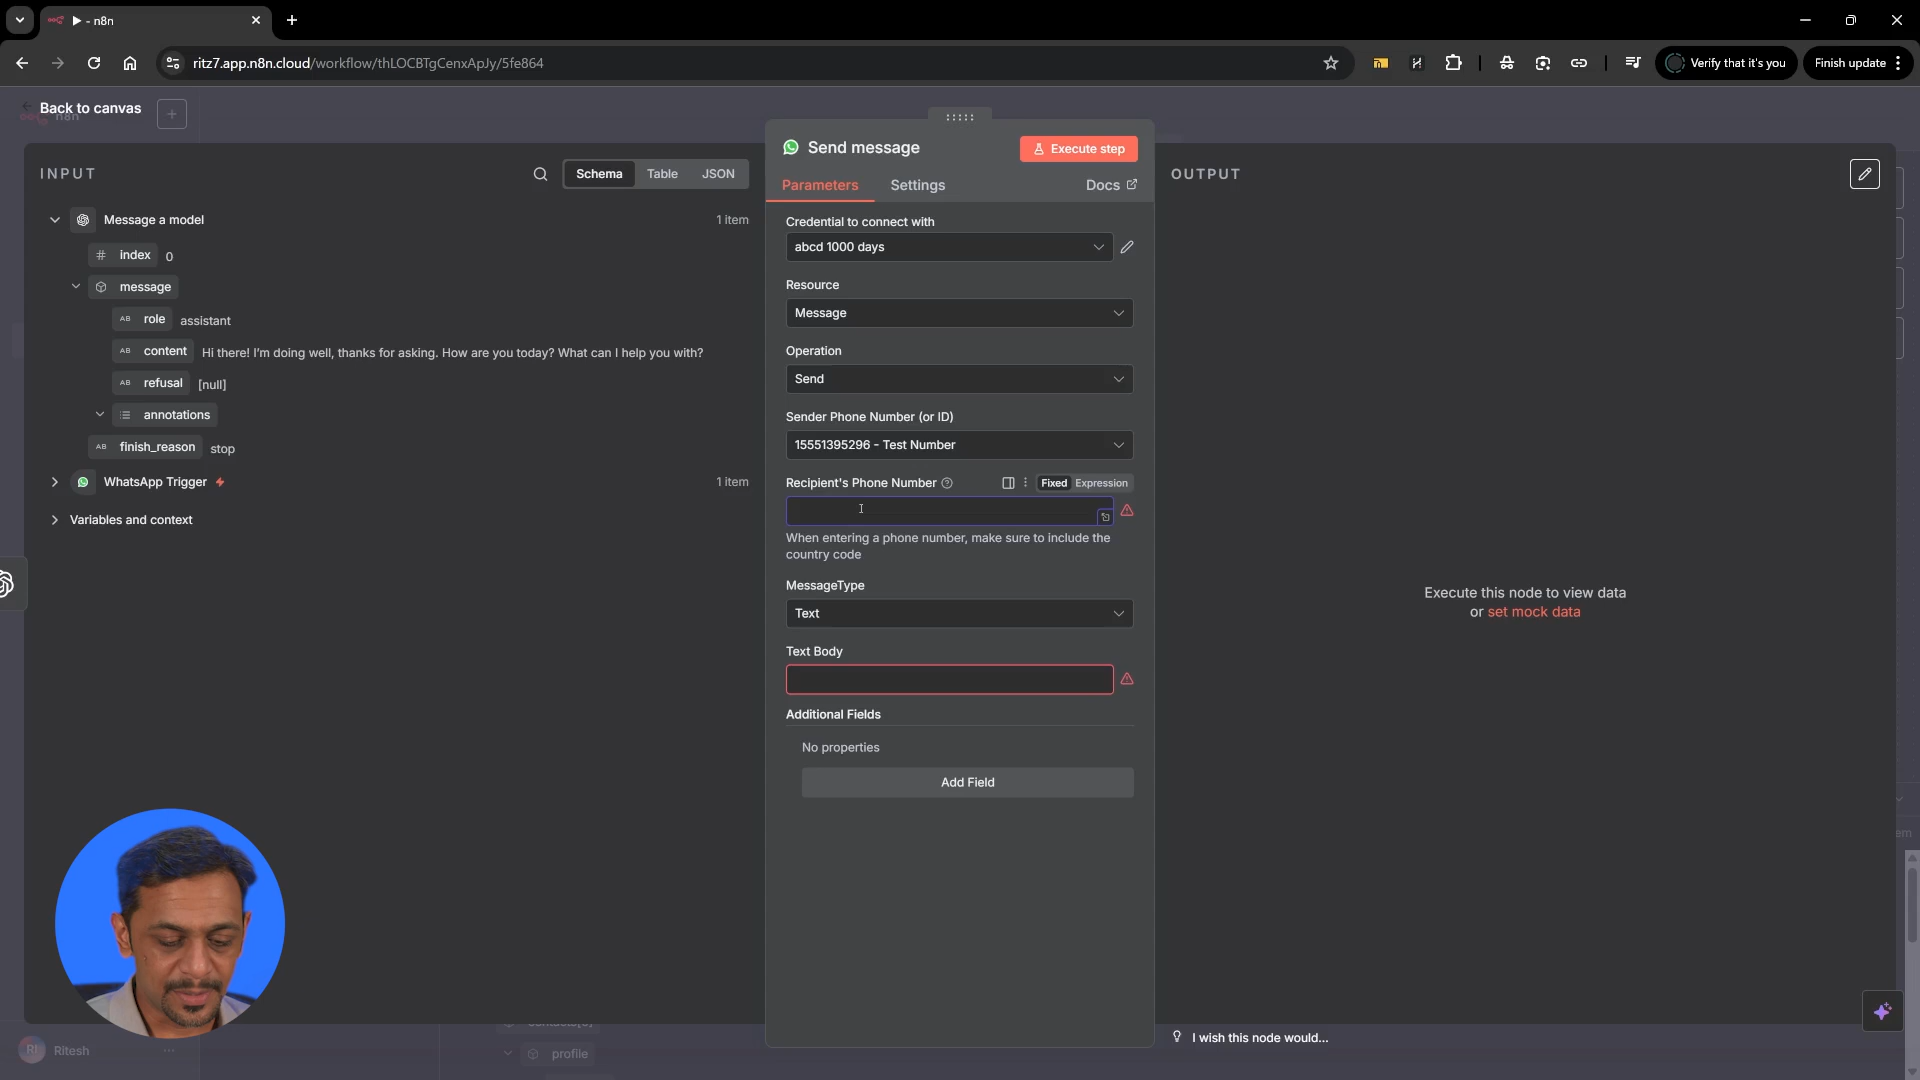 ▶ - n8n
ritz7.app.n8n.cloud/workflow/thLOCBTgCenxApJy/5fe864
Verify that it's you
Finish update
Back to canvas
n8n
INPUT
Schema
Table
JSON
Message a model
1 item
# index 0
message
AB role assistant
AB content Hi there! I'm doing well, thanks for asking. How are you today? What can I help you with?
AB refusal [null]
annotations
AB finish_reason stop
WhatsApp Trigger
1 item
Variables and context
Send message
Execute step
Parameters
Settings
Docs
Credential to connect with
abcd 1000 days
Resource
Message
Operation
Send
Sender Phone Number (or ID)
15551395296 - Test Number
Recipient's Phone Number
Fixed
Expression
When entering a phone number, make sure to include the
country code
MessageType
Text
Text Body
Additional Fields
No properties
Add Field
OUTPUT
Execute this node to view data
or set mock data
I wish this node would...
RI Ritesh
profile